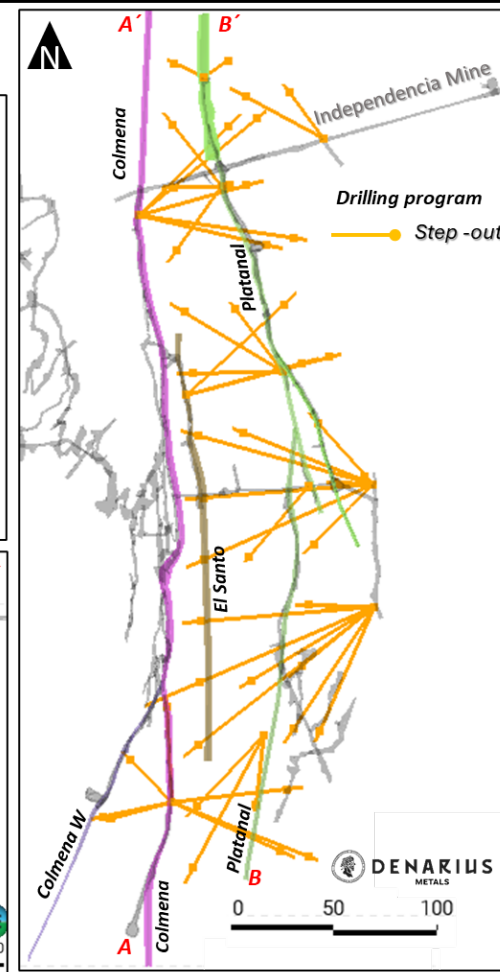 A´
B´
N
Colmena
Independencia Mine
Drilling program
Step -out
Platanal
El Santo
Colmena W
Platanal
B
Colmena
A
DENARIUS
METALS
0 50 100